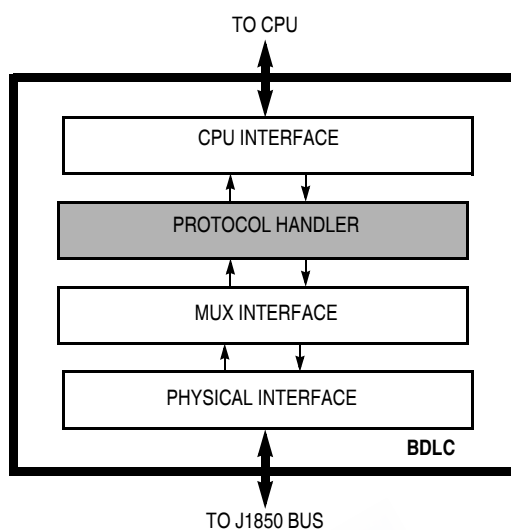 TO CPU
CPU INTERFACE
PROTOCOL HANDLER
MUX INTERFACE
PHYSICAL INTERFACE
BDLC
TO J1850 BUS